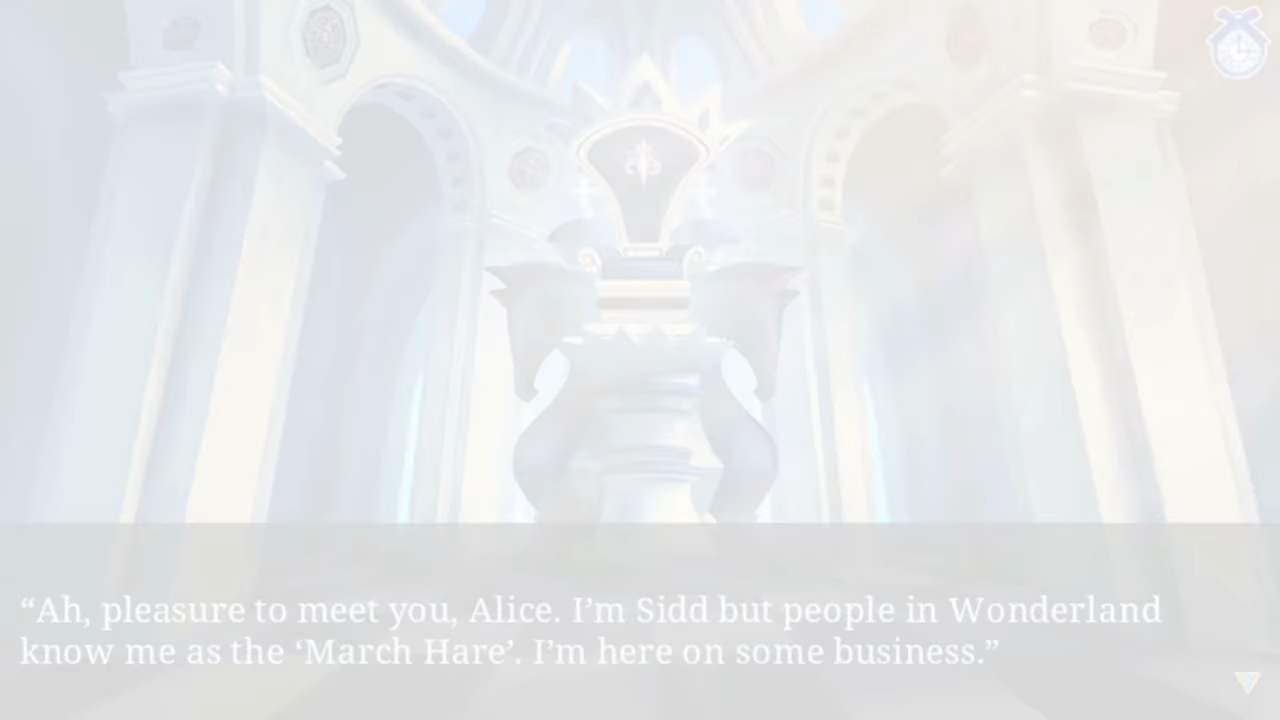 “Ah, pleasure to meet you, Alice. I’m Sidd but people in Wonderland
know me as the ‘March Hare’. I’m here on some business.”